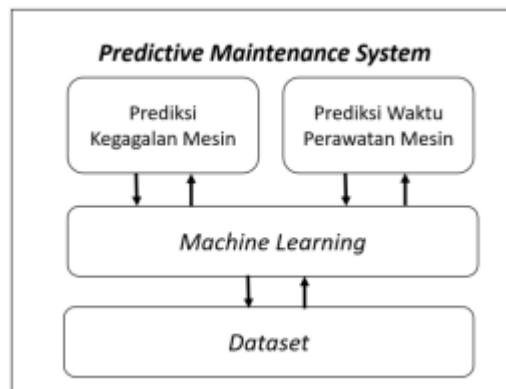 Predictive Maintenance System
Prediksi
Kegagalan Mesin
Prediksi Waktu
Perawatan Mesin
Machine Learning
Dataset